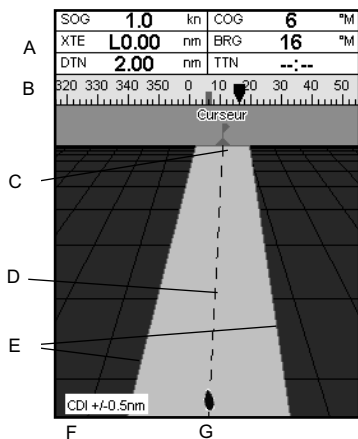 SOG 1.0 kn COG 6 °M
A
XTE L0.00 nm BRG 16 °M
DTN 2.00 nm TTN --:--
B
320 330 340 350 0 10 20 30 40 50
Curseur
C
D
E
CDI +/-0.5nm
F G